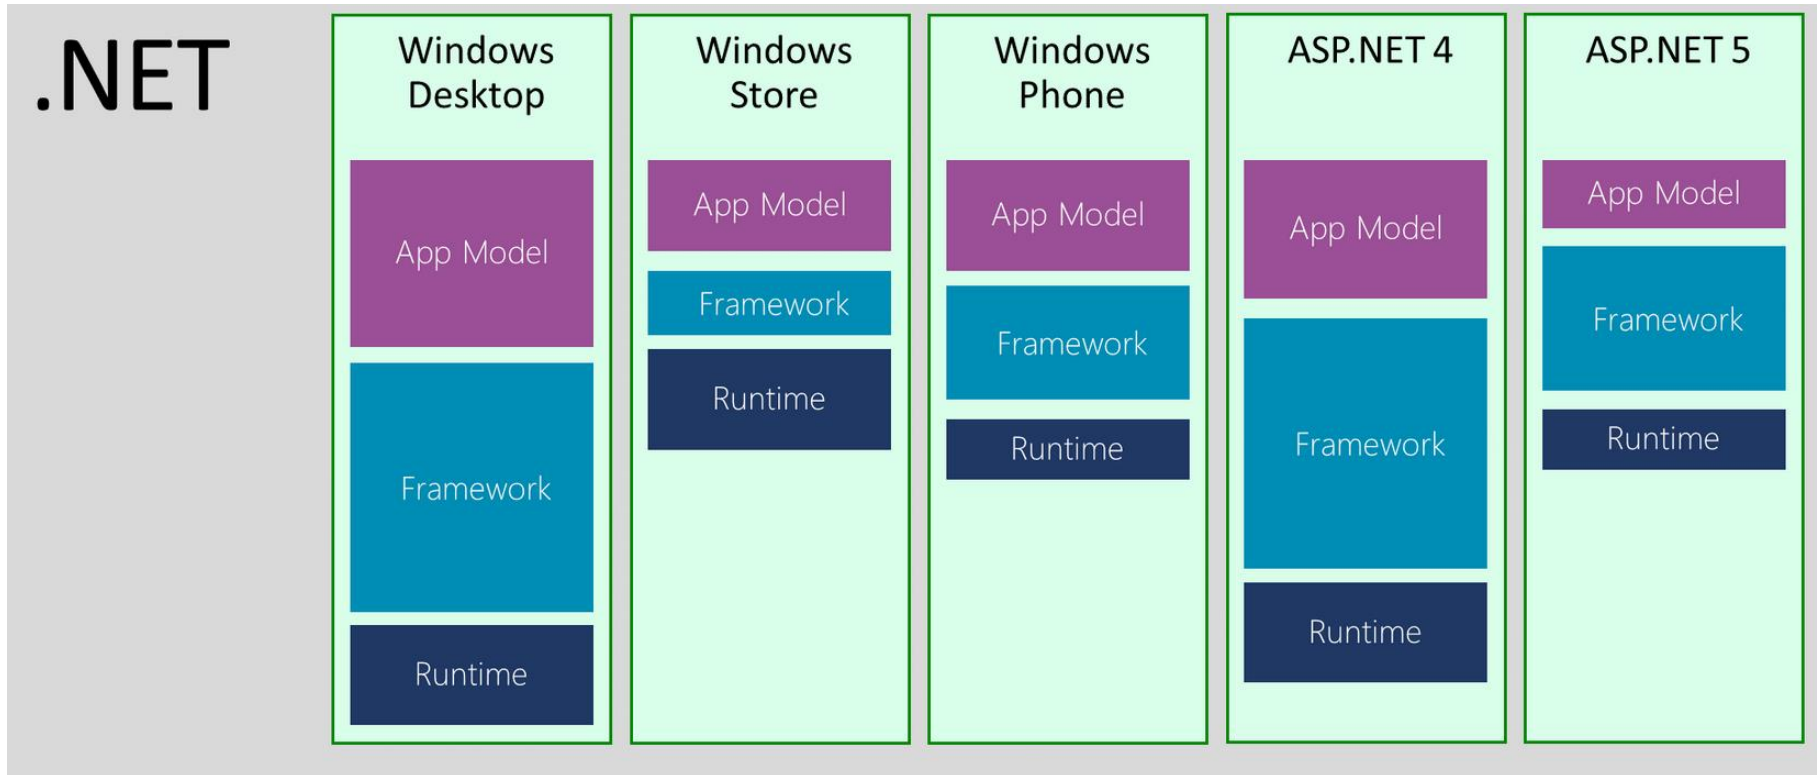 .NET
Windows
Desktop
App Model
Framework
Runtime
Windows
Store
App Model
Framework
Runtime
Windows
Phone
App Model
Framework
Runtime
ASP.NET 4
App Model
Framework
Runtime
ASP.NET 5
App Model
Framework
Runtime